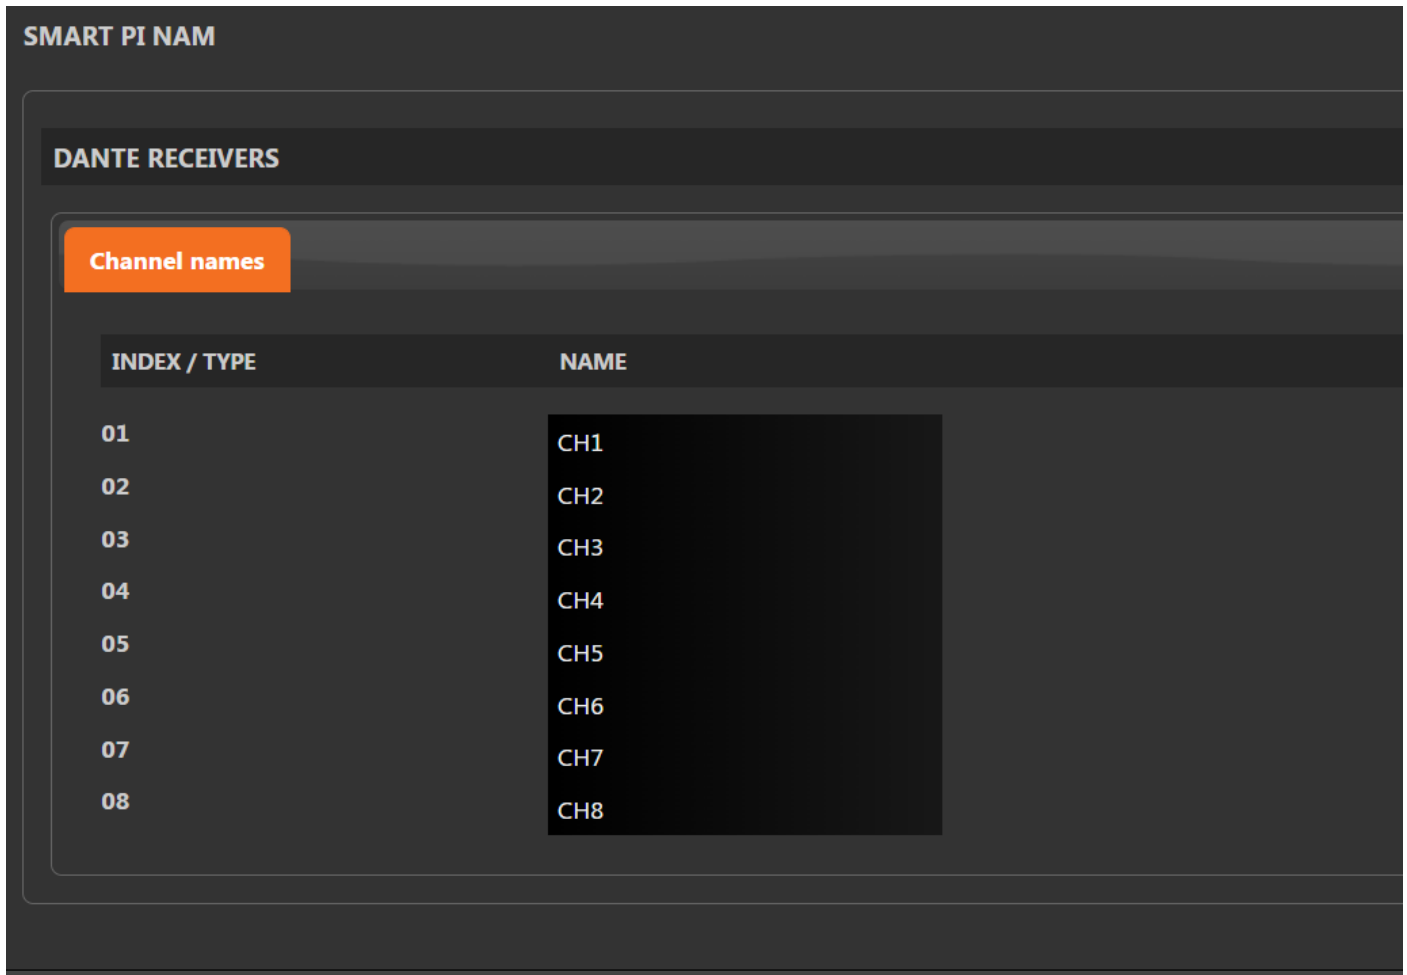 SMART PI NAM
DANTE RECEIVERS
Channel names
INDEX / TYPE NAME
01 CH1
02 CH2
03 CH3
04 CH4
05 CH5
06 CH6
07 CH7
08 CH8